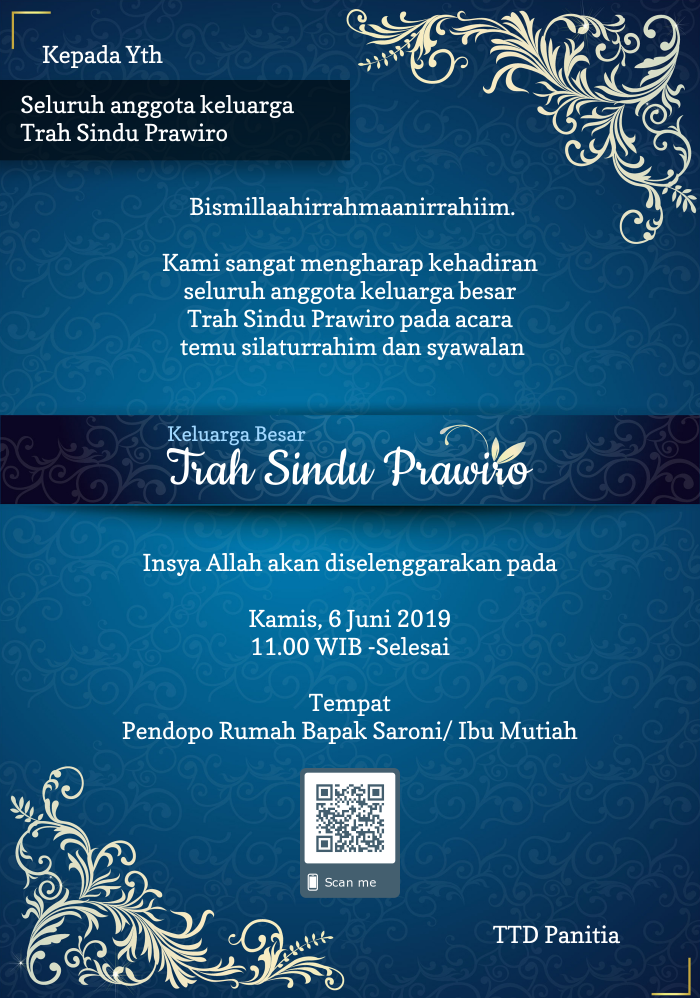 Kepada Yth
Seluruh anggota keluarga
Trah Sindu Prawiro
Bismillaahirrahmaanirrahiim.
Kami sangat mengharap kehadiran
seluruh anggota keluarga besar
Trah Sindu Prawiro pada acara
temu silaturrahim dan syawalan
Keluarga Besar
Trah Sindu Prawiro
Insya Allah akan diselenggarakan pada
Kamis, 6 Juni 2019
11.00 WIB -Selesai
Tempat
Pendopo Rumah Bapak Saroni/ Ibu Mutiah
Scan me
TTD Panitia